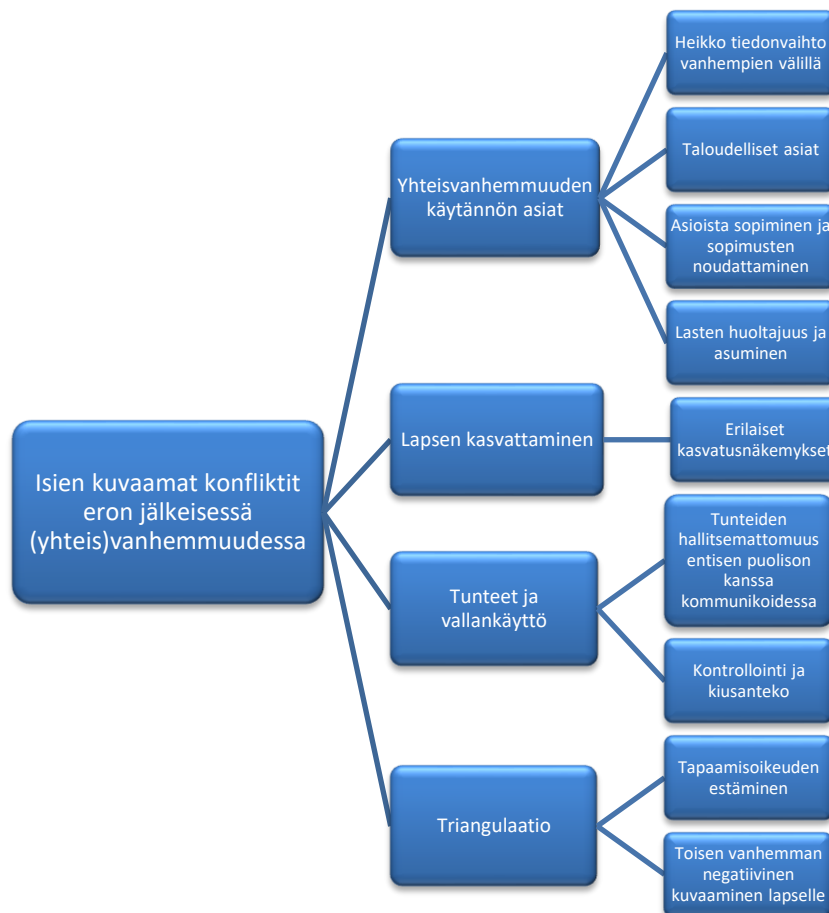 Isien kuvaamat konfliktit
eron jälkeisessä
(yhteis)vanhemmuudessa
Yhteisvanhemmuuden
käytännön asiat
Heikko tiedonvaihto
vanhempien välillä
Taloudelliset asiat
Asioista sopiminen ja
sopimusten
noudattaminen
Lasten huoltajuus ja
asuminen
Lapsen kasvattaminen
Erilaiset
kasvatusnäkemykset
Tunteet ja
vallankäyttö
Tunteiden
hallitsemattomuus
entisen puolison
kanssa
kommunikoidessa
Kontrollointi ja
kiusanteko
Triangulaatio
Tapaamisoikeuden
estäminen
Toisen vanhemman
negatiivinen
kuvaaminen lapselle